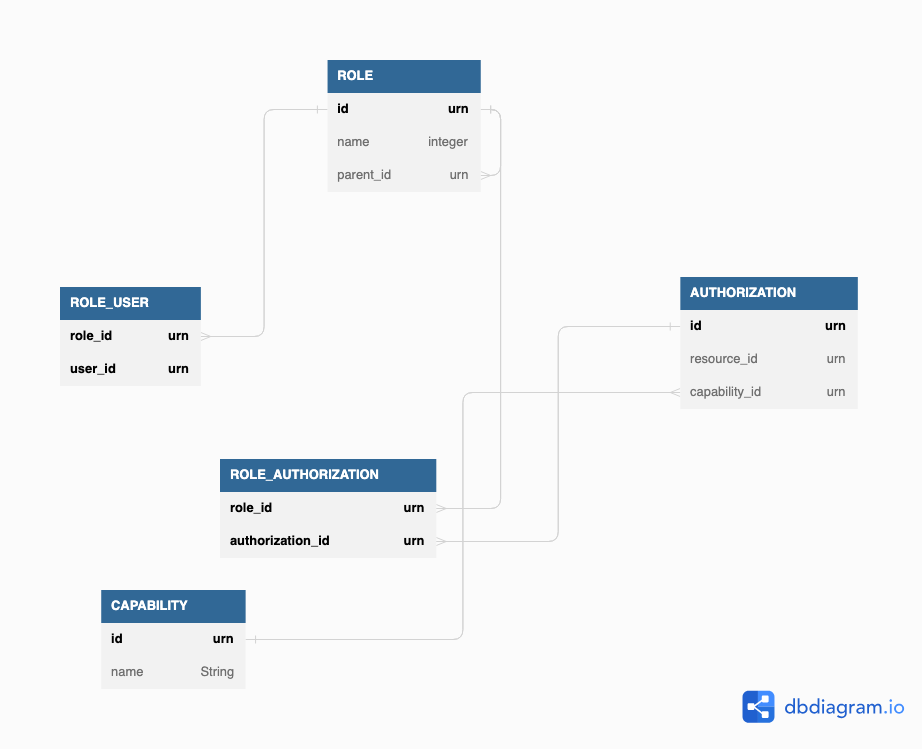 ROLE
id urn
name integer
parent_id urn
ROLE_USER
role_id urn
user_id urn
AUTHORIZATION
id urn
resource_id urn
capability_id urn
ROLE_AUTHORIZATION
role_id urn
authorization_id urn
CAPABILITY
id urn
name String
dbdiagram.io